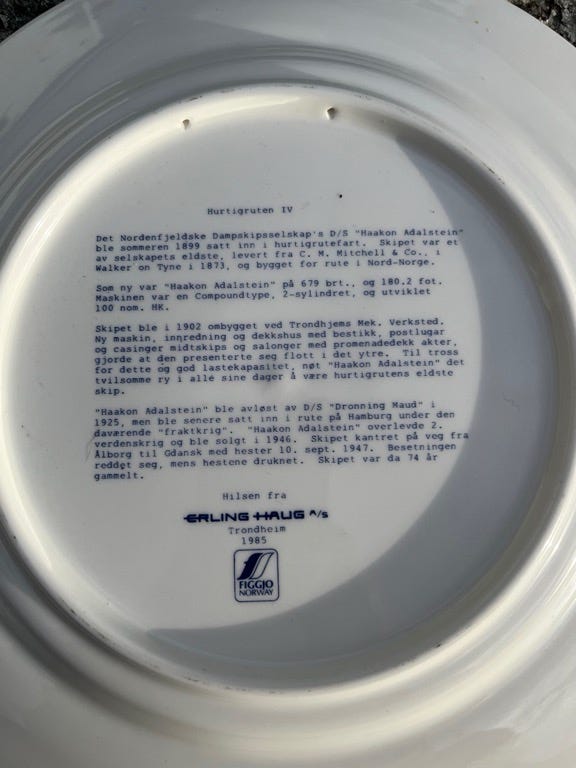 Hurtigruten IV
Det Nordenfjeldske Dampskipsselskap's D/S "Haakon Adalstein"
ble sommeren 1899 satt inn i hurtigrutefart. Skipet var et
av selskapets eldste, levert fra C. M. Mitchell & Co., i
Walker on Tyne i 1873, og bygget for rute i Nord-Norge.
Som ny var "Haakon Adalstein" på 679 brt., og 180.2 fot.
Maskinen var en Compoundtype, 2-sylindret, og utviklet
100 nom. HK.
Skipet ble i 1902 ombygget ved Trondhjems Mek. Verksted.
Ny maskin, innredning og dekkshus med bestikk, postlugar
og casinger midtskips og salonger med promenadedekk akter,
gjorde at den presenterte seg flott i det ytre. Til tross
for dette og god lastekapasitet, nøt "Haakon Adalstein" det
tvilsomme ry i alle sine dager å være hurtigrutens eldste
skip.
"Haakon Adalstein" ble avløst av D/S "Dronning Maud" i
1925, men ble senere satt inn i rute på Hamburg under den
daværende "fraktkrig". "Haakon Adalstein" overlevde 2.
verdenskrig og ble solgt i 1946. Skipet kantret på veg fra
Ålborg til Gdansk med hester 10. sept. 1947. Besetningen
reddet seg, mens hestene druknet. Skipet var da 74 år
gammelt.
Hilsen fra
ERLING HAUG A/S
Trondheim
1985
FIGGJO
NORWAY